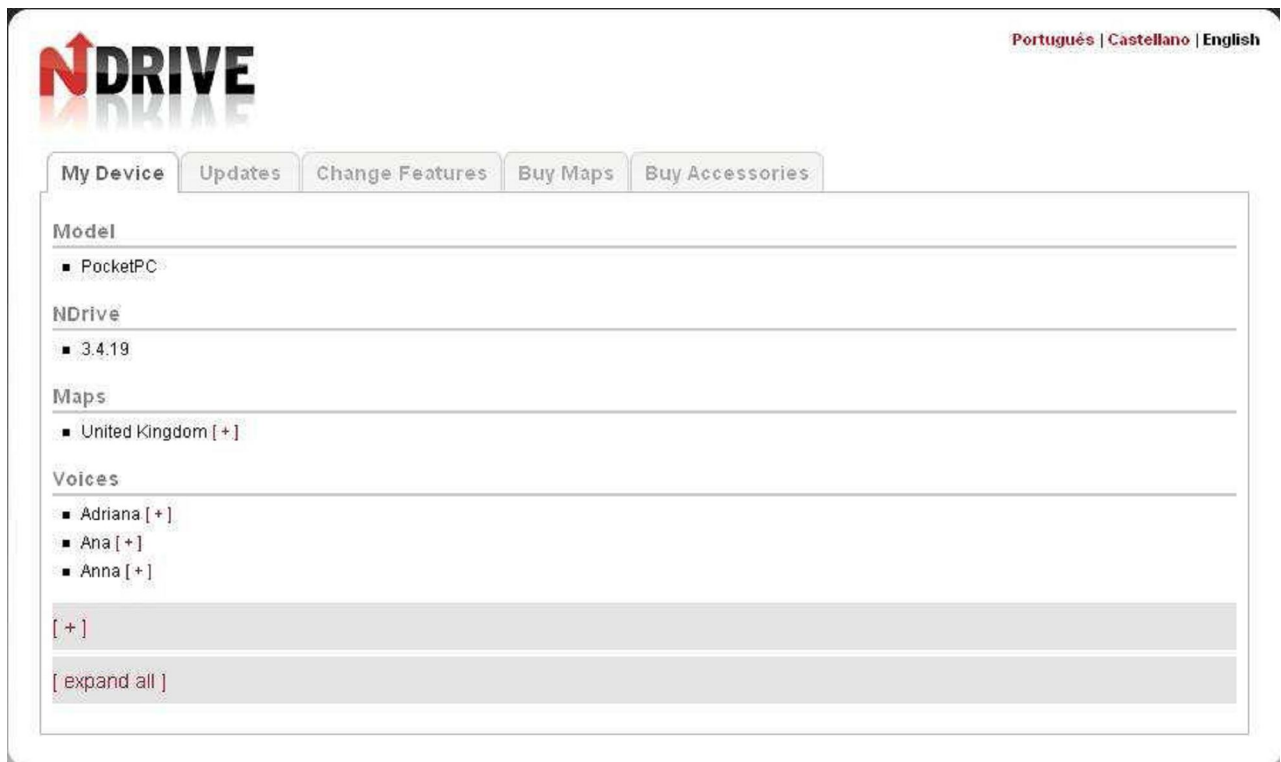 NDRIVE
Portugués | Castellano | English
My Device Updates Change Features Buy Maps Buy Accessories
Model
▪ PocketPC
NDrive
▪ 3.4.19
Maps
▪ United Kingdom [ + ]
Voices
▪ Adriana [ + ]
▪ Ana [ + ]
▪ Anna [ + ]
[ + ]
[ expand all ]